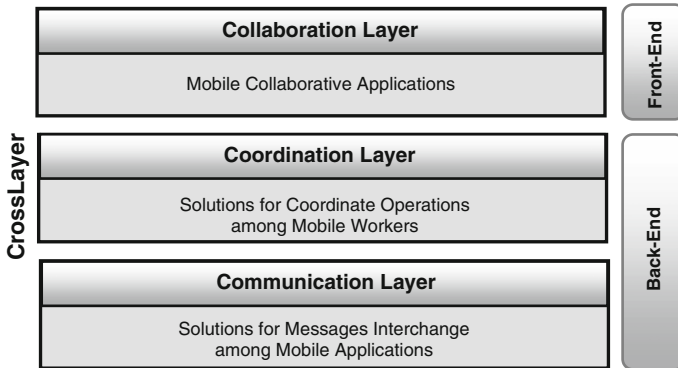 Collaboration Layer
Mobile Collaborative Applications
Front-End
CrossLayer
Coordination Layer
Solutions for Coordinate Operations
among Mobile Workers
Back-End
Communication Layer
Solutions for Messages Interchange
among Mobile Applications